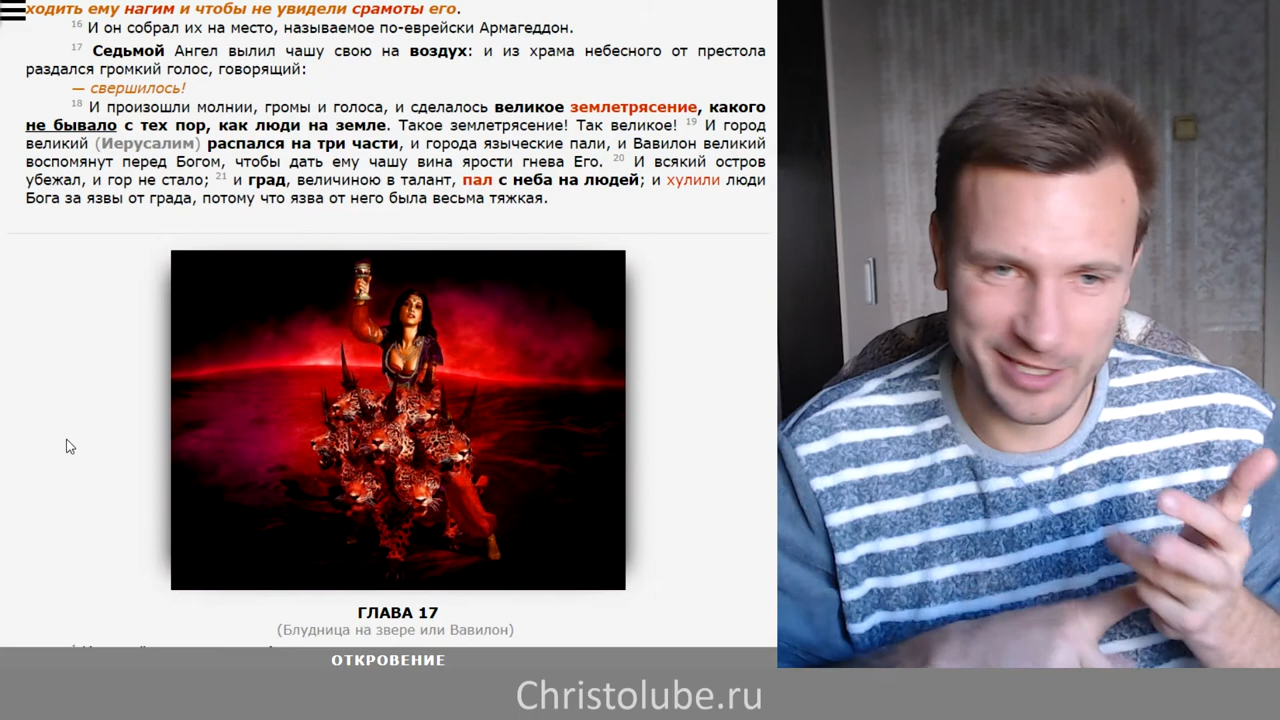 ходить ему нагим и чтобы не увидели срамоты его.
16 И он собрал их на место, называемое по-еврейски Армагеддон.
17 Седьмой Ангел вылил чашу свою на воздух: и из храма небесного от престола
раздался громкий голос, говорящий:
— свершилось!
18 И произошли молнии, громы и голоса, и сделалось великое землетрясение, какого
не бывало с тех пор, как люди на земле. Такое землетрясение! Так великое! 19 И город
великий (Иерусалим) распался на три части, и города языческие пали, и Вавилон великий
воспомянут перед Богом, чтобы дать ему чашу вина ярости гнева Его. 20 И всякий остров
убежал, и гор не стало; 21 и град, величиною в талант, пал с неба на людей; и хулили люди
Бога за язвы от града, потому что язва от него была весьма тяжкая.
ГЛАВА 17
(Блудница на звере или Вавилон)
ОТКРОВЕНИЕ
Christolube.ru